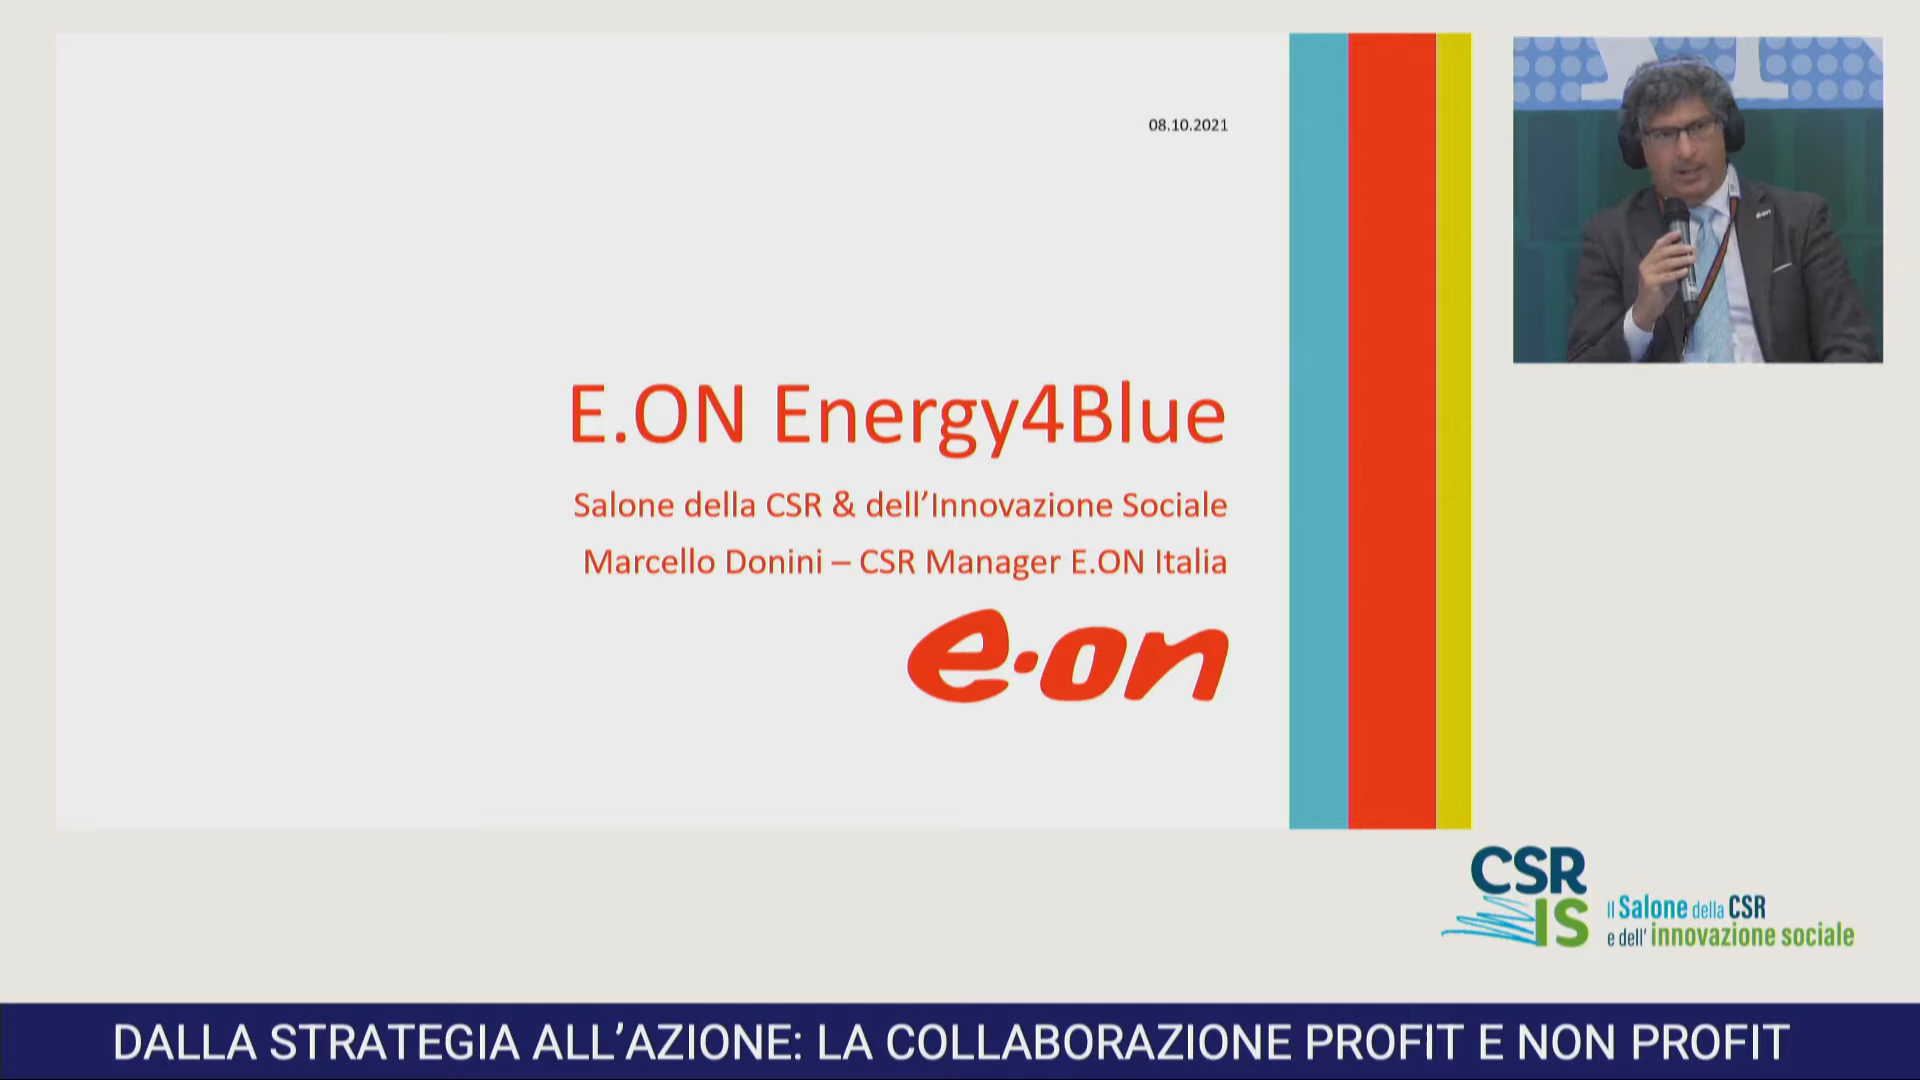 08.10.2021
E.ON Energy4Blue
Salone della CSR & dell’Innovazione Sociale
Marcello Donini – CSR Manager E.ON Italia
e·on
e·on
CSR
IS
Il Salone della CSR
e dell' innovazione sociale
DALLA STRATEGIA ALL’AZIONE: LA COLLABORAZIONE PROFIT E NON PROFIT